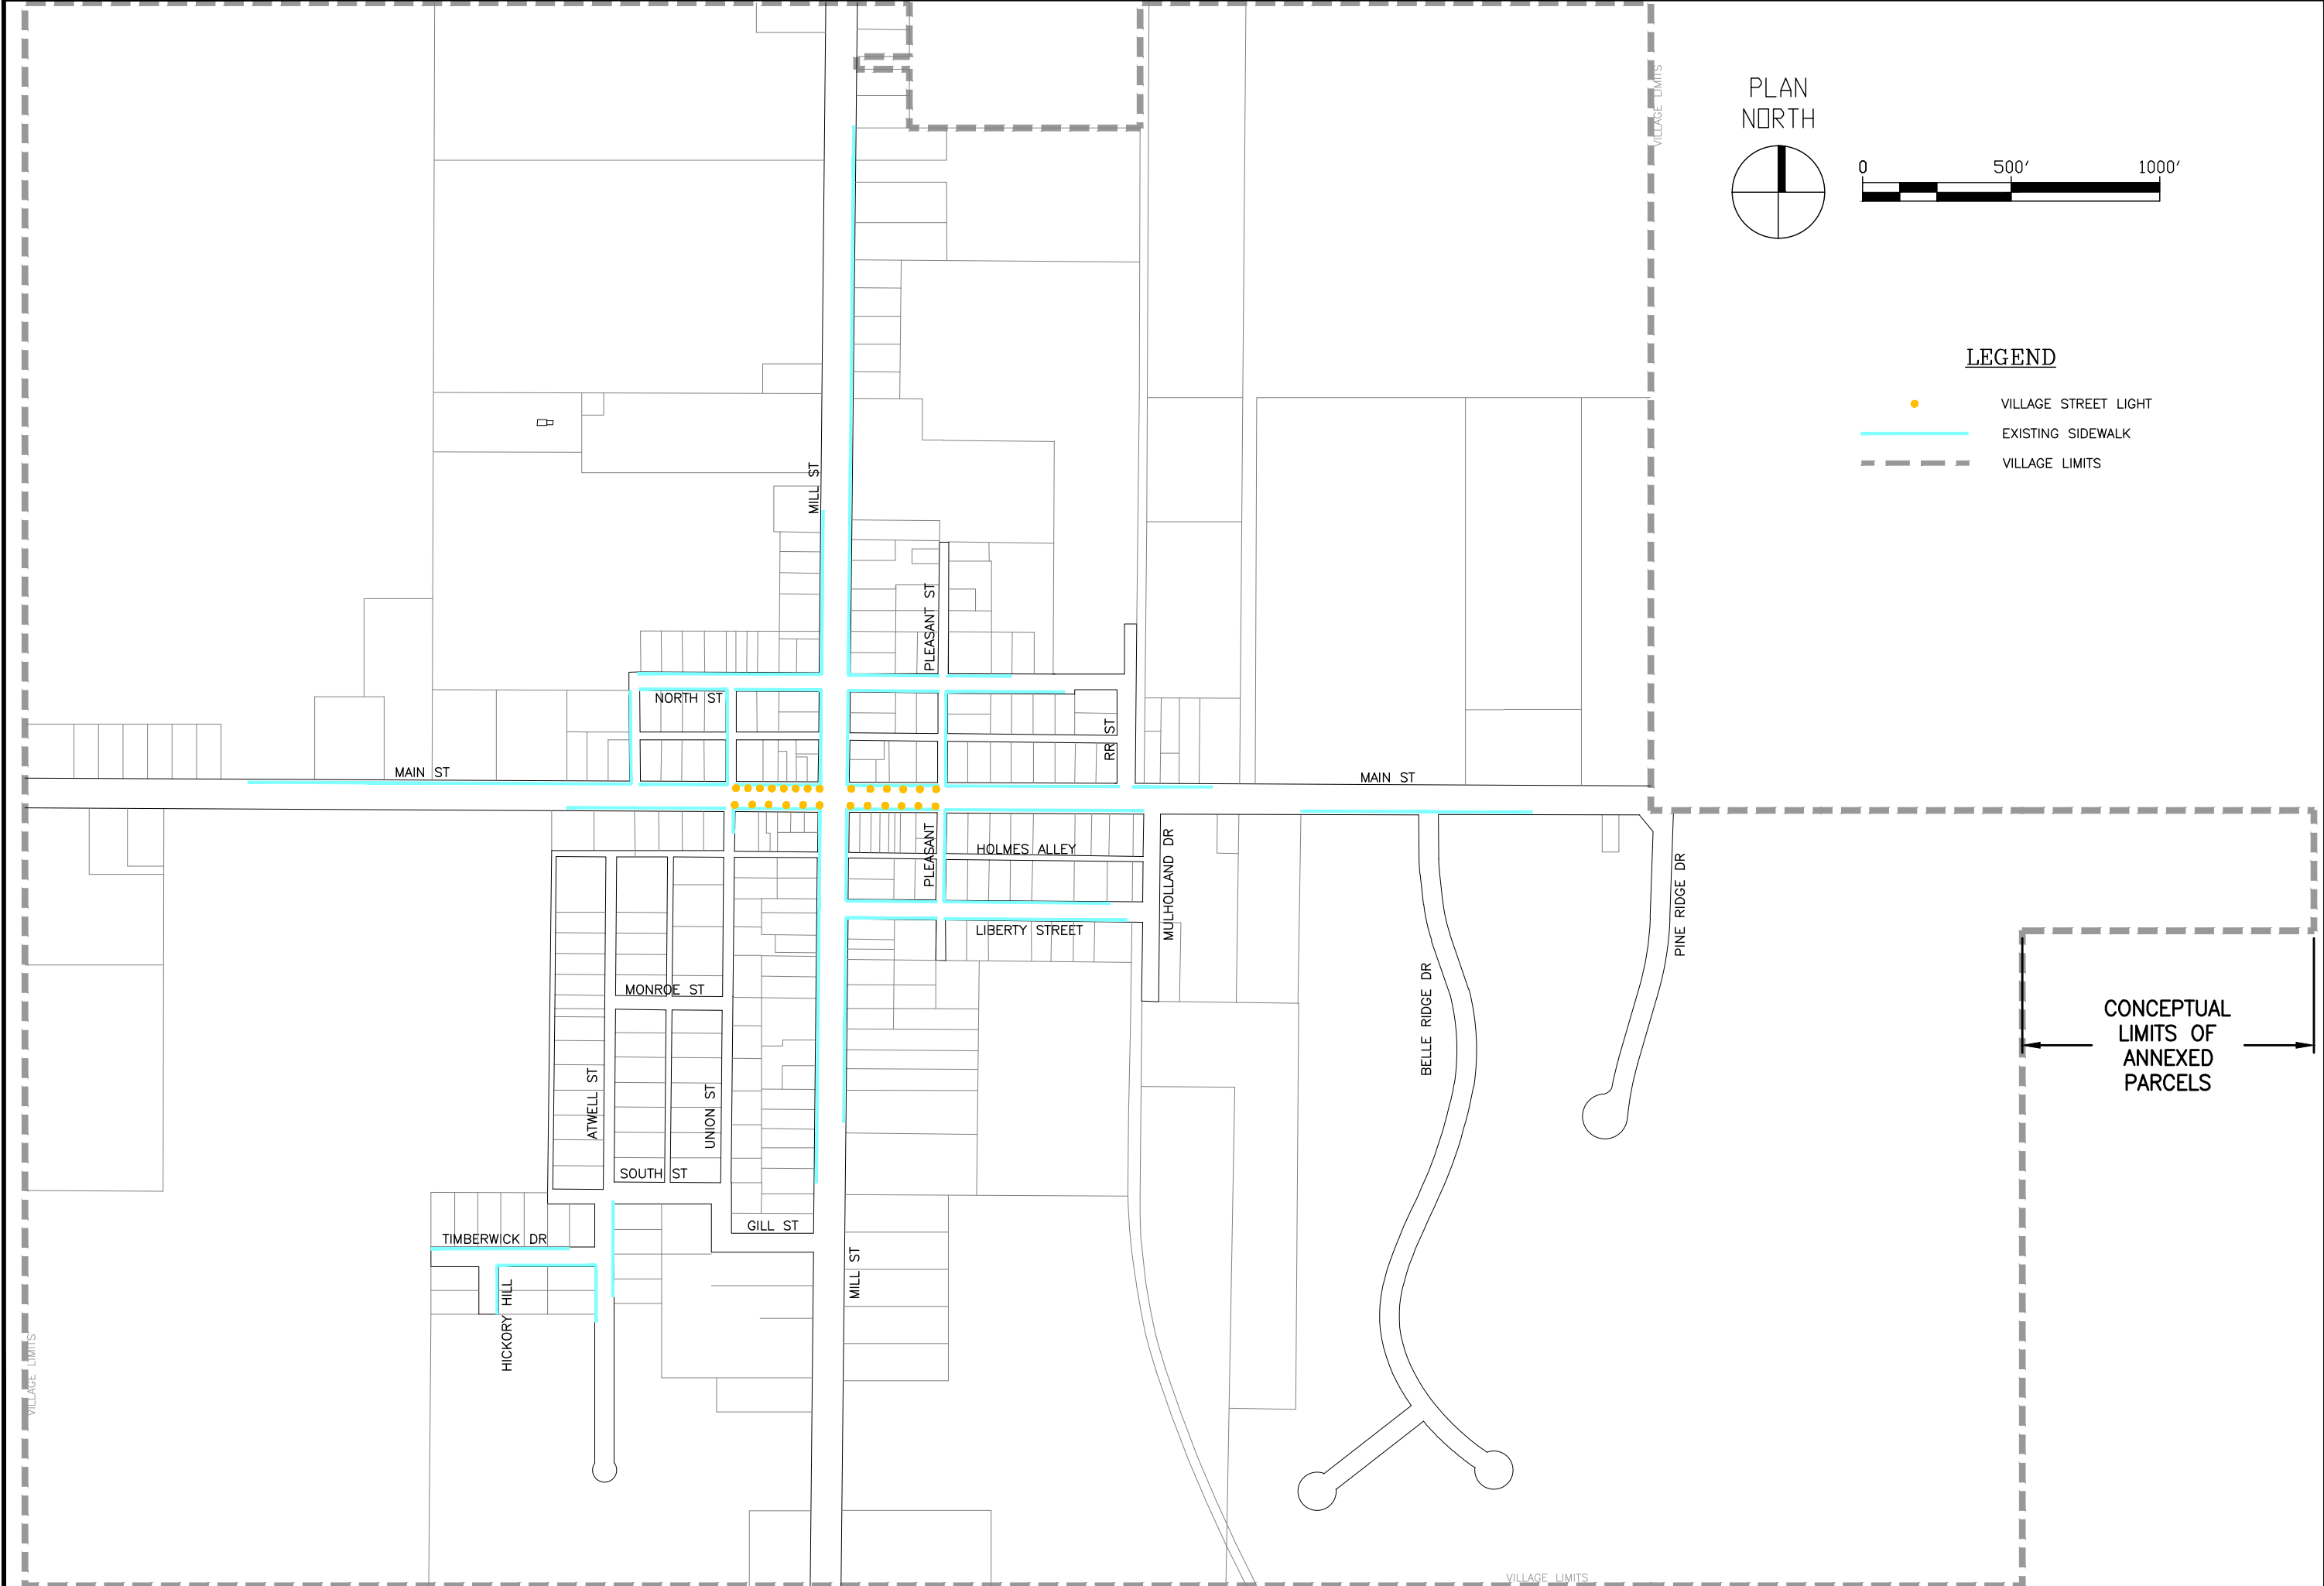 PLAN
NORTH
0 500' 1000'
VILLAGE LIMITS
LEGEND
VILLAGE STREET LIGHT
EXISTING SIDEWALK
VILLAGE LIMITS
MILL ST
PLEASANT ST
NORTH ST
RR ST
MAIN ST
MAIN ST
PLEASANT
HOLMES ALLEY
MULHOLLAND DR
PINE RIDGE DR
LIBERTY STREET
BELLE RIDGE DR
MONROE ST
CONCEPTUAL
LIMITS OF
ANNEXED
PARCELS
ATWELL ST
UNION ST
SOUTH ST
GILL ST
TIMBERWICK DR
MILL ST
HICKORY HILL
VILLAGE LIMITS
VILLAGE LIMITS